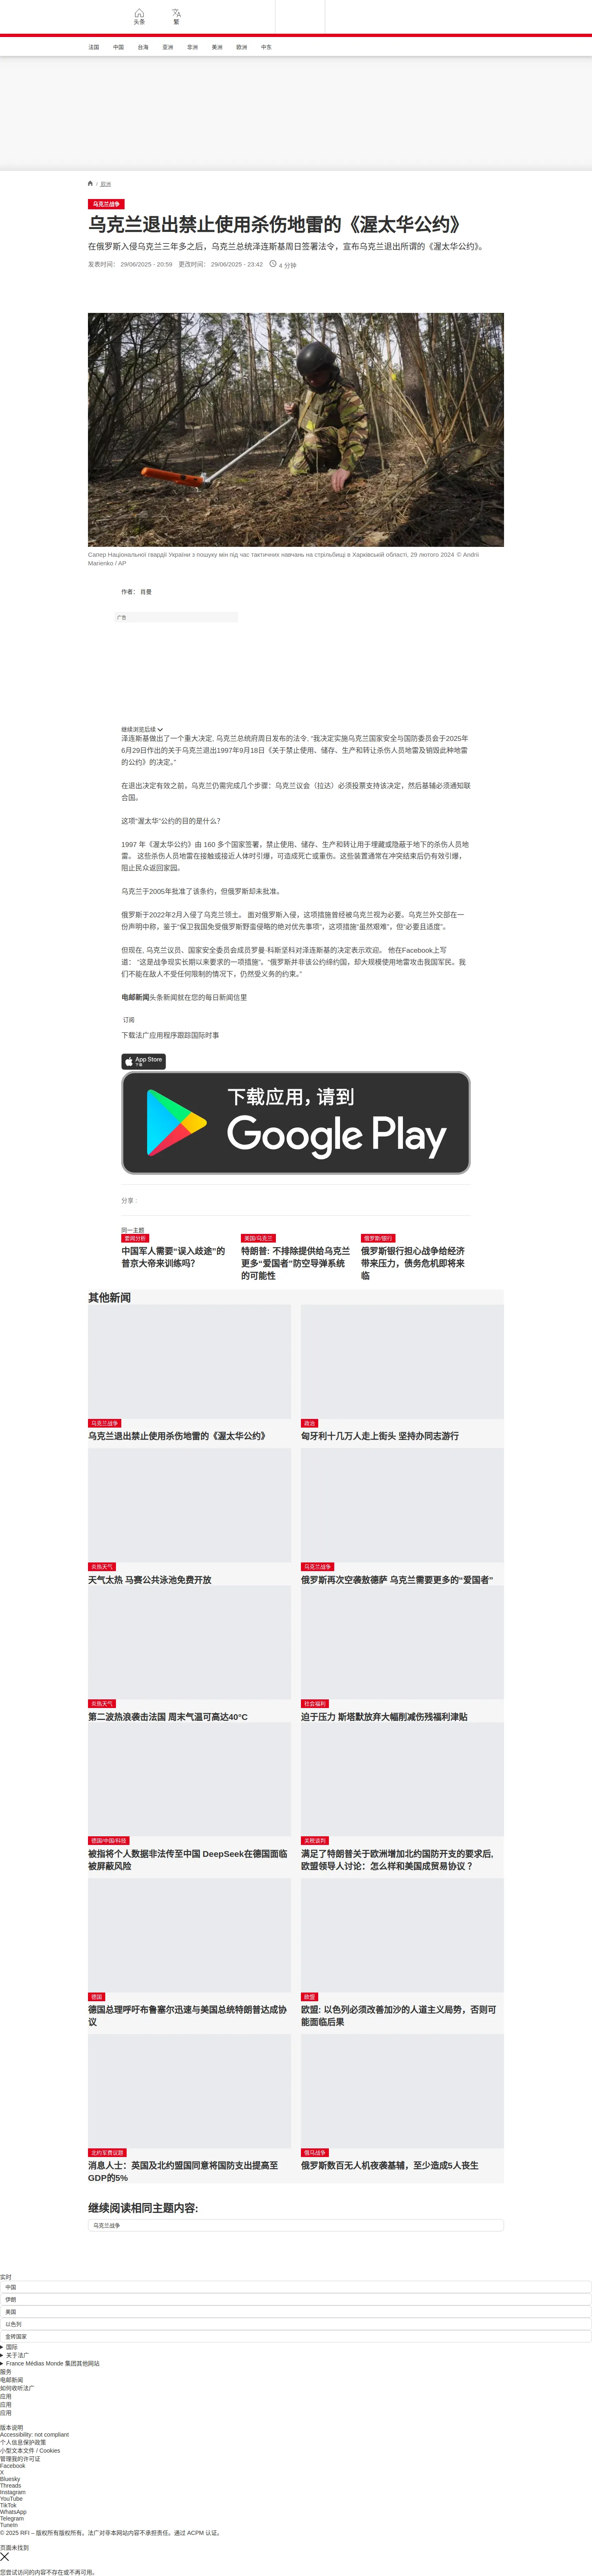 头条
繁
法国 中国 台海 亚洲 非洲 美洲 欧洲 中东
/ 欧洲
乌克兰战争
乌克兰退出禁止使用杀伤地雷的《渥太华公约》
在俄罗斯入侵乌克兰三年多之后，乌克兰总统泽连斯基周日签署法令，宣布乌克兰退出所谓的《渥太华公约》。
发表时间： 29/06/2025 - 20:59 更改时间： 29/06/2025 - 23:42 4 分钟
Сапер Національної гвардії України з пошуку мін під час тактичних навчань на стрільбищі в Харківській області, 29 лютого 2024 © Andrii
Marienko / AP
作者： 肖曼
广告
继续浏览后续
泽连斯基做出了一个重大决定, 乌克兰总统府周日发布的法令, “我决定实施乌克兰国家安全与国防委员会于2025年
6月29日作出的关于乌克兰退出1997年9月18日《关于禁止使用、储存、生产和转让杀伤人员地雷及销毁此种地雷
的公约》的决定。”
在退出决定有效之前，乌克兰仍需完成几个步骤：乌克兰议会（拉达）必须投票支持该决定，然后基辅必须通知联
合国。
这项“渥太华”公约的目的是什么？
1997 年《渥太华公约》由 160 多个国家签署，禁止使用、储存、生产和转让用于埋藏或隐蔽于地下的杀伤人员地
雷。 这些杀伤人员地雷在接触或接近人体时引爆，可造成死亡或重伤。这些装置通常在冲突结束后仍有效引爆，
阻止民众返回家园。
乌克兰于2005年批准了该条约，但俄罗斯却未批准。
俄罗斯于2022年2月入侵了乌克兰领土。 面对俄罗斯入侵，这项措施曾经被乌克兰视为必要。乌克兰外交部在一
份声明中称，鉴于“保卫我国免受俄罗斯野蛮侵略的绝对优先事项”，这项措施“虽然艰难”，但“必要且适度”。
但现在, 乌克兰议员、国家安全委员会成员罗曼·科斯坚科对泽连斯基的决定表示欢迎。 他在Facebook上写
道： “这是战争现实长期以来要求的一项措施”。“俄罗斯并非该公约缔约国，却大规模使用地雷攻击我国军民。我
们不能在敌人不受任何限制的情况下，仍然受义务的约束。”
电邮新闻头条新闻就在您的每日新闻信里
订阅
下载法广应用程序跟踪国际时事
App Store
下载
下载应用，请到
Google Play
分享 :
同一主题
要闻分析
中国军人需要“误入歧途”的
普京大帝来训练吗？
美国/乌克兰
特朗普: 不排除提供给乌克兰
更多“爱国者”防空导弹系统
的可能性
俄罗斯/银行
俄罗斯银行担心战争给经济
带来压力，债务危机即将来
临
其他新闻
乌克兰战争
乌克兰退出禁止使用杀伤地雷的《渥太华公约》
政治
匈牙利十几万人走上街头 坚持办同志游行
炎热天气
天气太热 马赛公共泳池免费开放
乌克兰战争
俄罗斯再次空袭敖德萨 乌克兰需要更多的“爱国者”
炎热天气
第二波热浪袭击法国 周末气温可高达40°C
社会福利
迫于压力 斯塔默放弃大幅削减伤残福利津贴
德国/中国/科技
被指将个人数据非法传至中国 DeepSeek在德国面临
被屏蔽风险
关税谈判
满足了特朗普关于欧洲增加北约国防开支的要求后,
欧盟领导人讨论：怎么样和美国成贸易协议 ？
德国
德国总理呼吁布鲁塞尔迅速与美国总统特朗普达成协
议
欧盟
欧盟: 以色列必须改善加沙的人道主义局势，否则可
能面临后果
北约军费议题
消息人士：英国及北约盟国同意将国防支出提高至
GDP的5%
俄乌战争
俄罗斯数百无人机夜袭基辅，至少造成5人丧生
继续阅读相同主题内容:
乌克兰战争
实时
中国
伊朗
美国
以色列
金砖国家
国际
关于法广
France Médias Monde 集团其他网站
服务
电邮新闻
如何收听法广
应用
应用
应用
版本说明
Accessibility: not compliant
个人信息保护政策
小型文本文件 / Cookies
管理我的许可证
Facebook
X
Bluesky
Threads
Instagram
YouTube
TikTok
WhatsApp
Telegram
TuneIn
© 2025 RFI – 版权所有版权所有。法广对非本网站内容不承担责任。通过 ACPM 认证。
页面未找到
您尝试访问的内容不存在或不再可用。